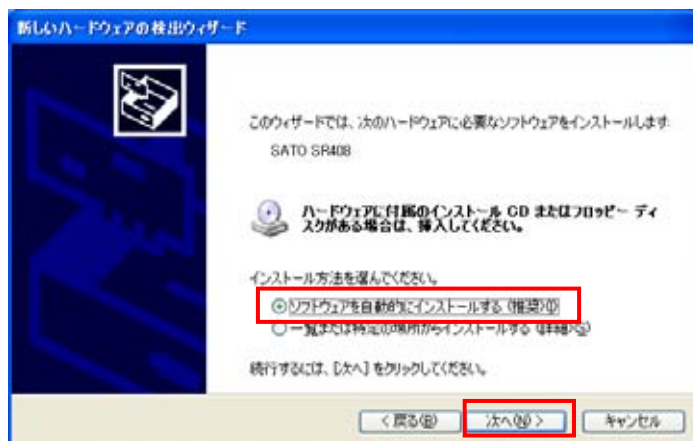 新しいハードウェアの検出ウィザード
このウィザードでは、次のハードウェアに必要なソフトウェアをインストールします:
SATO SR408
ハードウェアに付属のインストール CD またはフロッピー ディ
スクがある場合は、挿入してください。
インストール方法を選んでください。
ソフトウェアを自動的にインストールする (推奨)(I)
一覧または特定の場所からインストールする (詳細)(S)
続行するには、[次へ] をクリックしてください。
< 戻る(B)
次へ(N) >
キャンセル